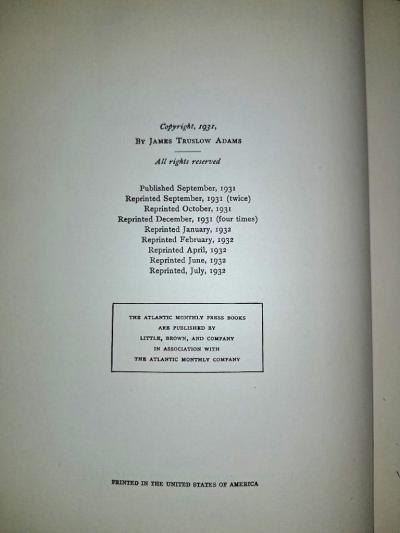 Copyright, 1931,
BY JAMES TRUSLOW ADAMS
All rights reserved
Published September, 1931
Reprinted September, 1931 (twice)
Reprinted October, 1931
Reprinted December, 1931 (four times)
Reprinted January, 1932
Reprinted February, 1932
Reprinted April, 1932
Reprinted June, 1932
Reprinted, July, 1932
THE ATLANTIC MONTHLY PRESS BOOKS
ARE PUBLISHED BY
LITTLE, BROWN, AND COMPANY
IN ASSOCIATION WITH
THE ATLANTIC MONTHLY COMPANY
PRINTED IN THE UNITED STATES OF AMERICA